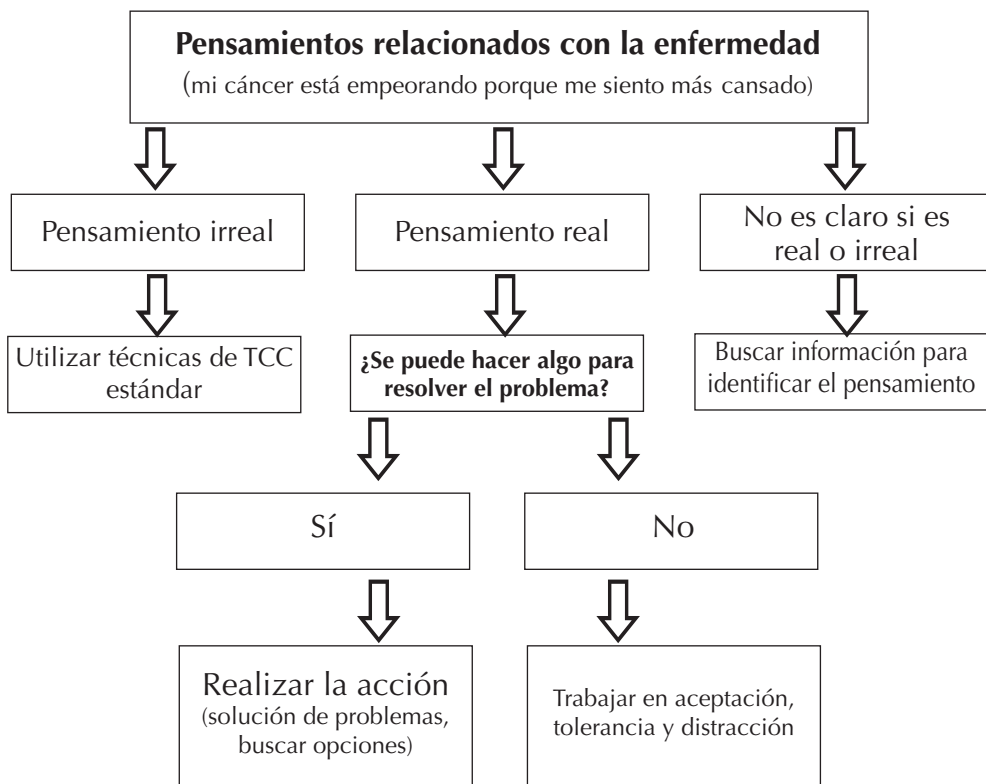 Pensamientos relacionados con la enfermedad
(mi cáncer está empeorando porque me siento más cansado)
Pensamiento irreal
Pensamiento real
No es claro si es
real o irreal
Utilizar técnicas de TCC
estándar
¿Se puede hacer algo para
resolver el problema?
Buscar información para
identificar el pensamiento
Sí
No
Realizar la acción
(solución de problemas,
buscar opciones)
Trabajar en aceptación,
tolerancia y distracción